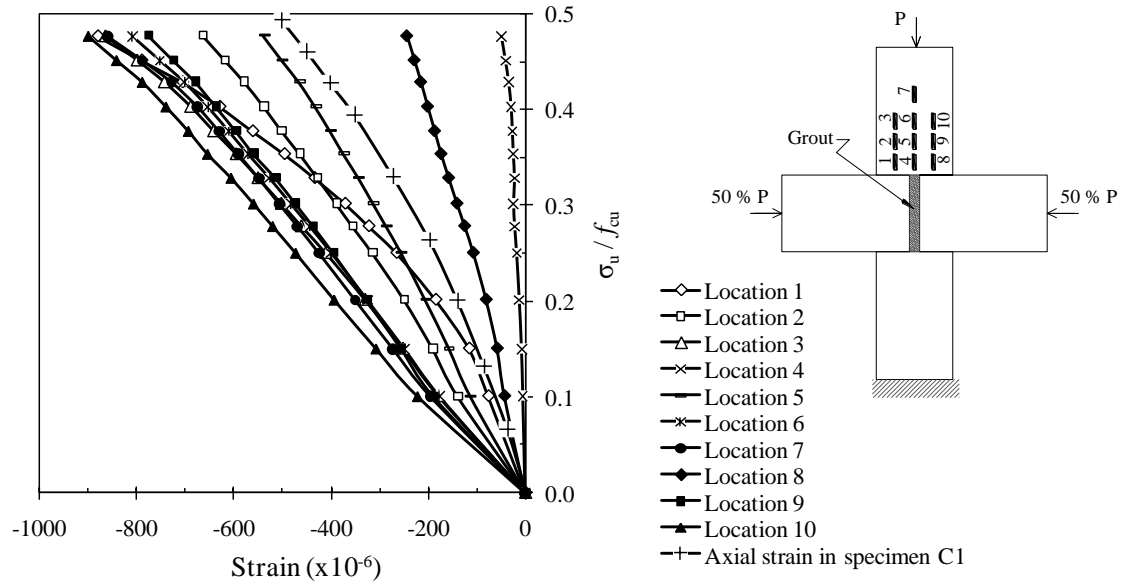 0.5
0.4
0.3
0.2
0.1
0.0
σu / fcu
-1000 -800 -600 -400 -200 0
Strain (x10-6)
P
7
3 6 10
2 5 9
1 4 8
Grout
50 % P
50 % P
Location 1
Location 2
Location 3
Location 4
Location 5
Location 6
Location 7
Location 8
Location 9
Location 10
Axial strain in specimen C1